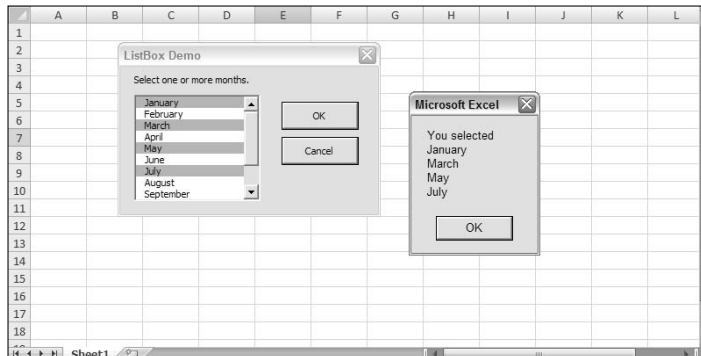 A B C D E F G H I J K L
1
2
3
4
5
6
7
8
9
10
11
12
13
14
15
16
17
18
ListBox Demo
Select one or more months.
January
February
March
April
May
June
July
August
September
OK
Cancel
Microsoft Excel
You selected
January
March
May
July
OK
Sheet1